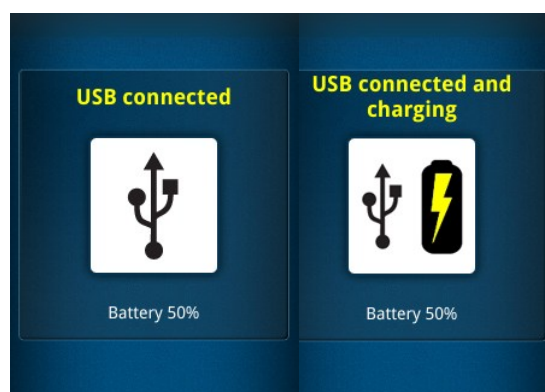 USB connected
Battery 50%
USB connected and
charging
Battery 50%